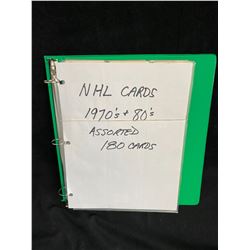 NHL CARDS
1970's + 80's
ASSORTED
180 CARDS